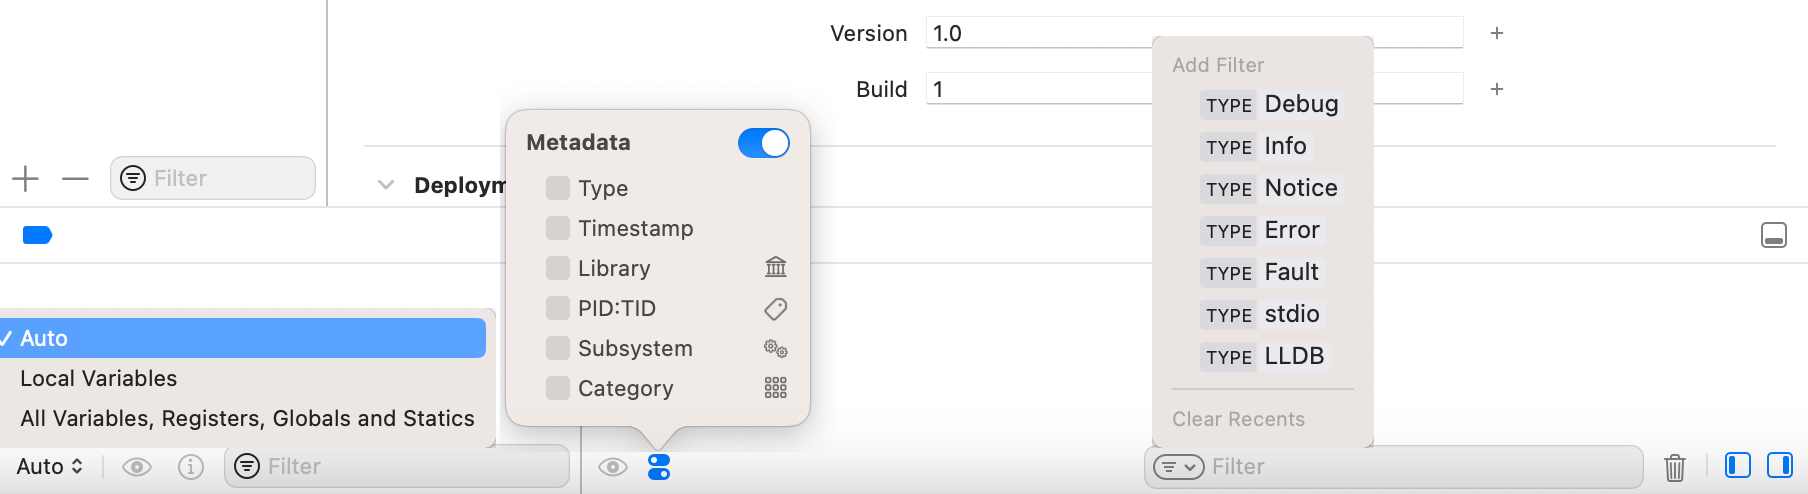 Version 1.0
Build 1
Add Filter
TYPE Debug
TYPE Info
TYPE Notice
TYPE Error
TYPE Fault
TYPE stdio
TYPE LLDB
Clear Recents
Filter
Metadata
Type
Timestamp
Library
PID:TID
Subsystem
Category
Auto
Local Variables
All Variables, Registers, Globals and Statics
Auto
Filter
Filter